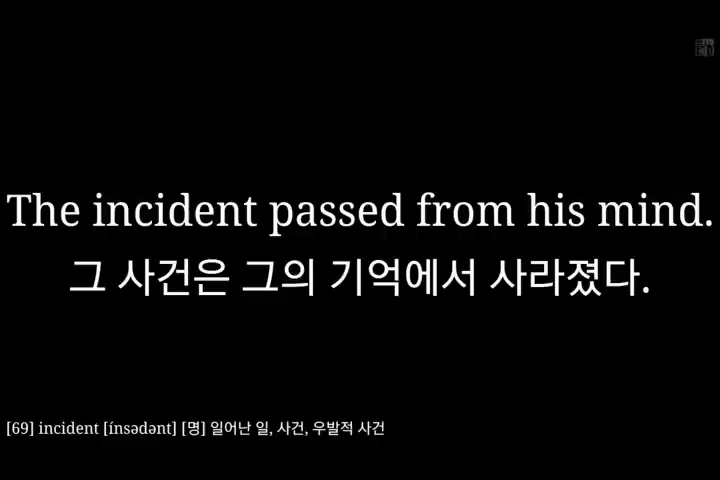 The incident passed from his mind.
그 사건은 그의 기억에서 사라졌다.
[69] incident [ínsədənt] [명] 일어난 일, 사건, 우발적 사건